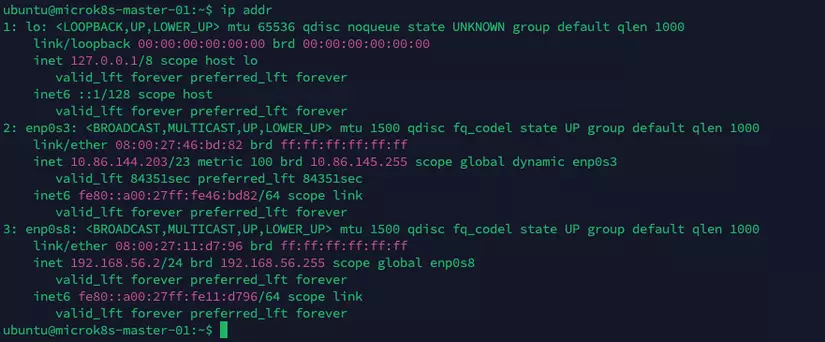 ubuntu@microk8s-master-01:~$ ip addr
1: lo: <LOOPBACK,UP,LOWER_UP> mtu 65536 qdisc noqueue state UNKNOWN group default qlen 1000
    link/loopback 00:00:00:00:00:00 brd 00:00:00:00:00:00
    inet 127.0.0.1/8 scope host lo
       valid_lft forever preferred_lft forever
    inet6 ::1/128 scope host
       valid_lft forever preferred_lft forever
2: enp0s3: <BROADCAST,MULTICAST,UP,LOWER_UP> mtu 1500 qdisc fq_codel state UP group default qlen 1000
    link/ether 08:00:27:46:bd:82 brd ff:ff:ff:ff:ff:ff
    inet 10.86.144.203/23 metric 100 brd 10.86.145.255 scope global dynamic enp0s3
       valid_lft 84351sec preferred_lft 84351sec
    inet6 fe80::a00:27ff:fe46:bd82/64 scope link
       valid_lft forever preferred_lft forever
3: enp0s8: <BROADCAST,MULTICAST,UP,LOWER_UP> mtu 1500 qdisc fq_codel state UP group default qlen 1000
    link/ether 08:00:27:11:d7:96 brd ff:ff:ff:ff:ff:ff
    inet 192.168.56.2/24 brd 192.168.56.255 scope global enp0s8
       valid_lft forever preferred_lft forever
    inet6 fe80::a00:27ff:fe11:d796/64 scope link
       valid_lft forever preferred_lft forever
ubuntu@microk8s-master-01:~$